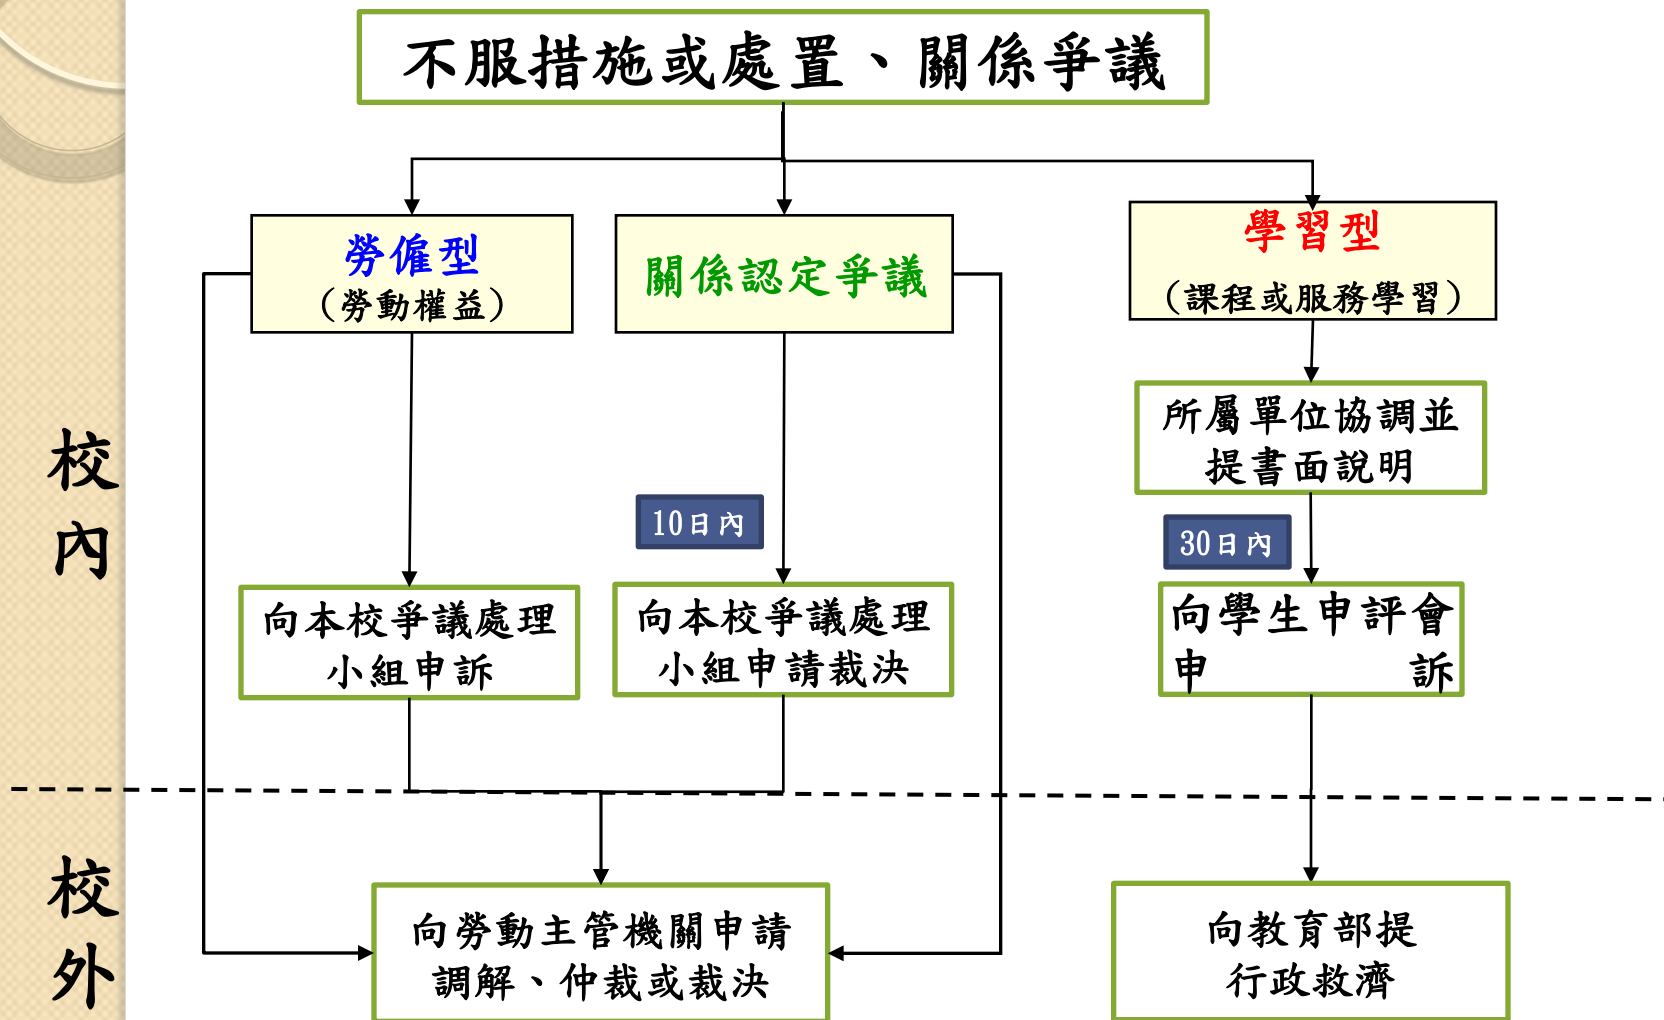 不服措施或處置、關係爭議
勞僱型
（勞動權益）
關係認定爭議
學習型
（課程或服務學習）
所屬單位協調並
提書面說明
校
內
10日內
30日內
向本校爭議處理
小組申訴
向本校爭議處理
小組申請裁決
向學生申評會
申訴
校
外
向勞動主管機關申請
調解、仲裁或裁決
向教育部提
行政救濟